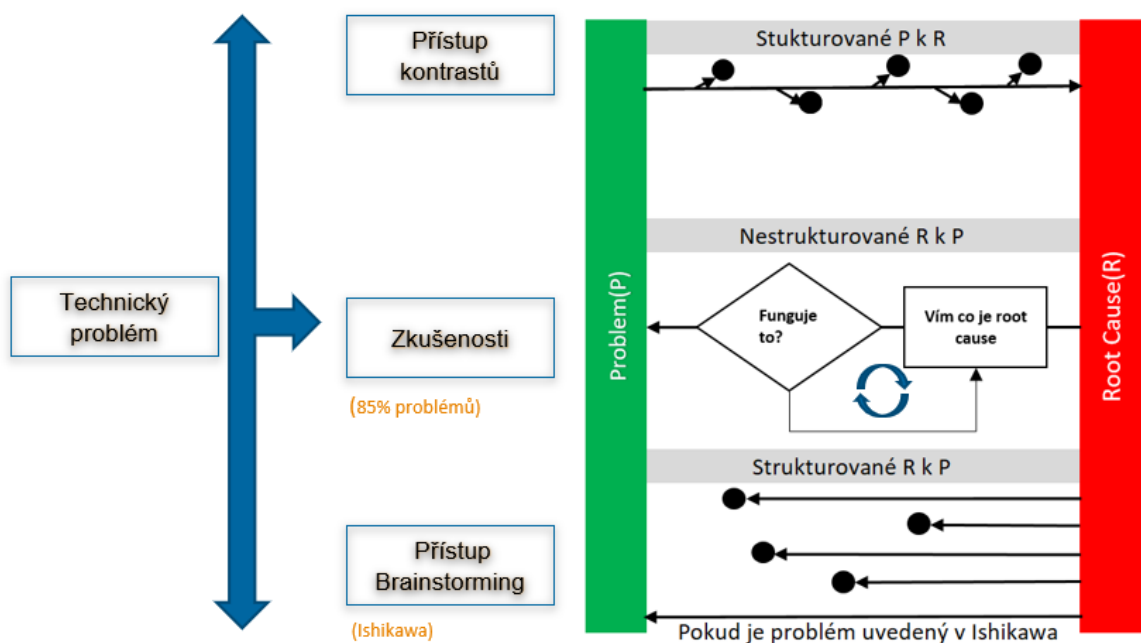 Přístup
kontrastů
Stukturované P k R
Technický
problém
Zkušenosti
(85% problémů)
Problem(P)
Nestrukturované R k P
Funguje
to?
Vím co je root
cause
Root Cause(R)
Strukturované R k P
Přístup
Brainstorming
(Ishikawa)
Pokud je problém uvedený v Ishikawa